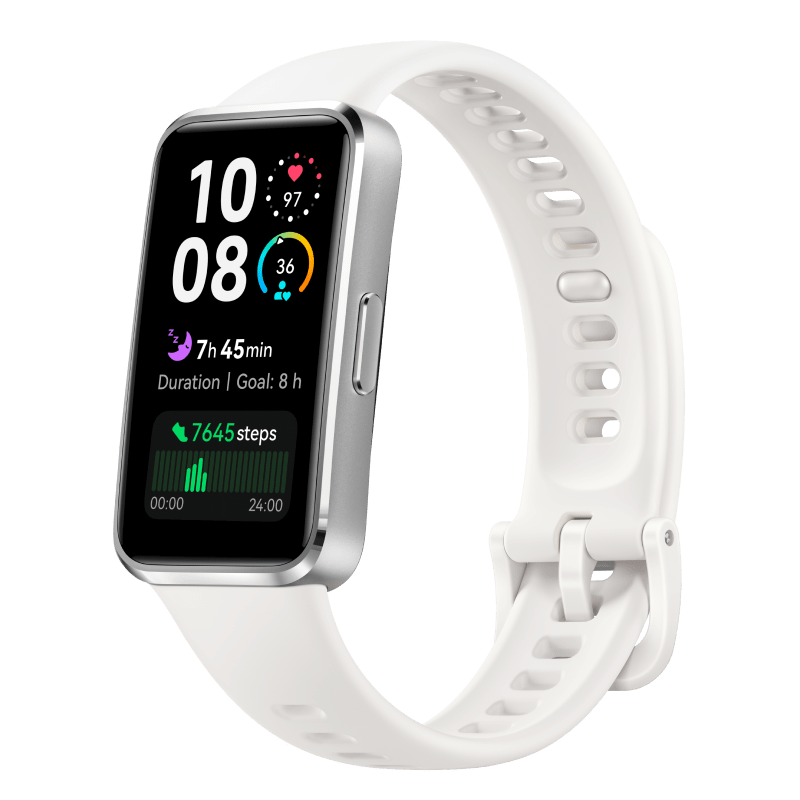 10
97
08
36
z z
7h 45min
Duration | Goal: 8 h
7645 steps
00:00 24:00